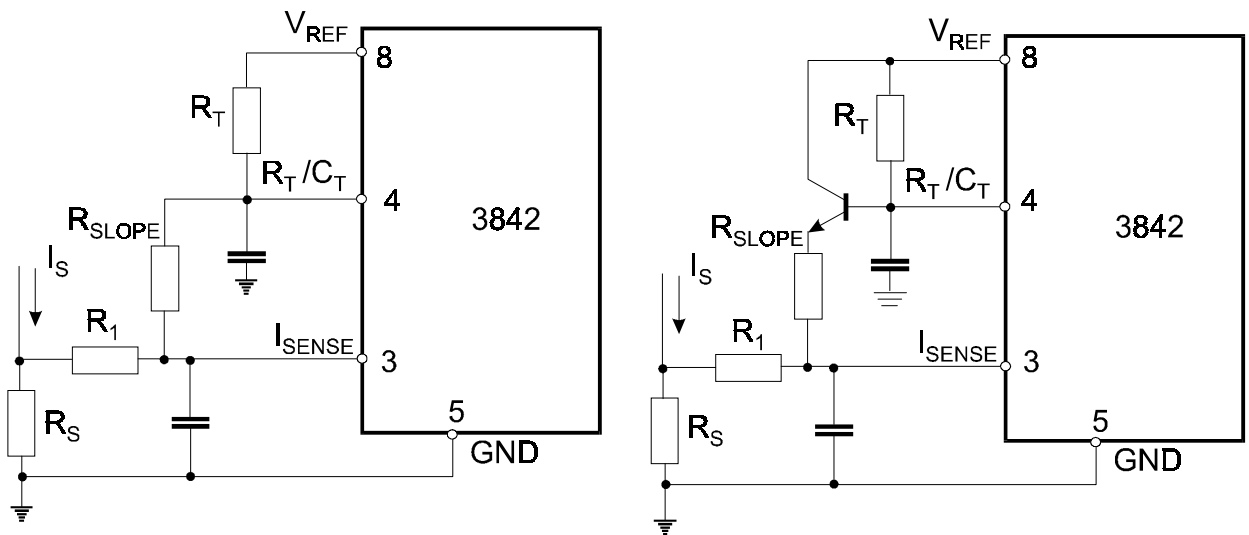 VREF
8
RT
RT/CT
4
3842
RSLOPE
IS
R1
ISENSE
3
RS
5
GND
VREF
8
RT
RT/CT
4
3842
RSLOPE
IS
R1
ISENSE
3
RS
5
GND